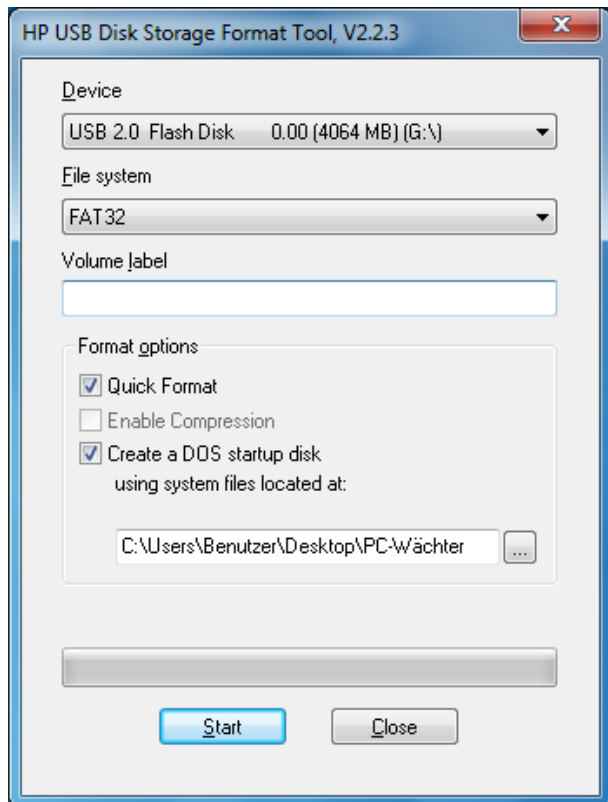 HP USB Disk Storage Format Tool, V2.2.3
Device
USB 2.0 Flash Disk 0.00 (4064 MB) (G:\)
File system
FAT32
Volume label
Format options
Quick Format
Enable Compression
Create a DOS startup disk
using system files located at:
C:\Users\Benutzer\Desktop\PC-Wächter
...
Start
Close